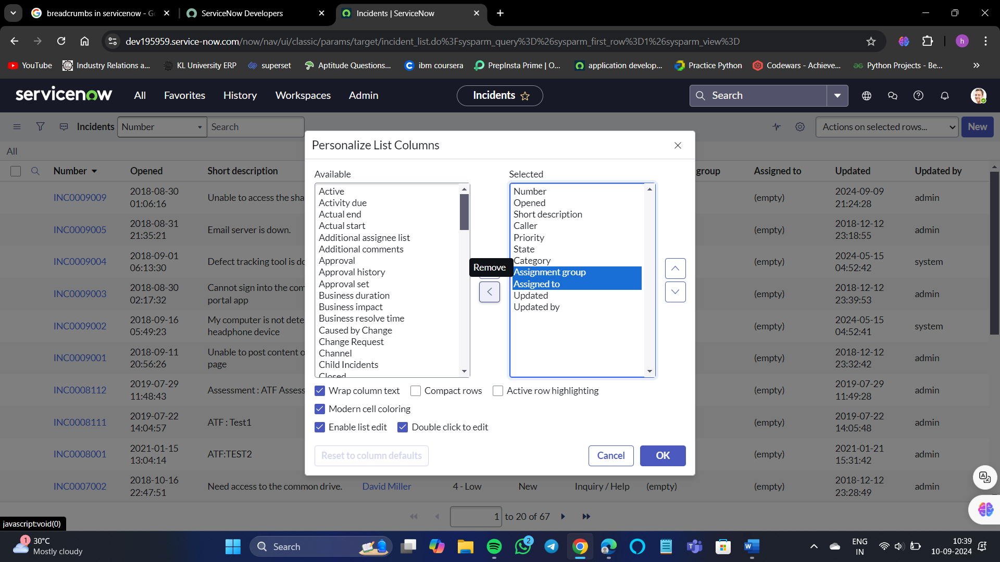 breadcrumbs in servicenow - Go
ServiceNow Developers
Incidents | ServiceNow
dev195959.service-now.com/now/nav/ui/classic/params/target/incident_list.do%3Fsysparm_query%3D%26sysparm_first_row%3D1%26sysparm_view%3D
h
YouTube
Industry Relations a...
KL University ERP
superset
Aptitude Questions...
ibm coursera
PrepInsta Prime | O...
application develop...
Practice Python
Codewars - Achieve...
Python Projects - Be...
servicenow
All
Favorites
History
Workspaces
Admin
Incidents
Search
Incidents
Number
Search
Actions on selected rows...
New
All
Number
Opened
Short description
group
Assigned to
Updated
Updated by
INC0009009
2018-08-30
01:06:16
Unable to access the sha
(empty)
2024-09-09
21:24:28
admin
INC0009005
2018-08-31
21:35:21
Email server is down.
(empty)
2018-12-12
23:18:55
admin
INC0009004
2018-09-01
06:13:30
Defect tracking tool is do
(empty)
2024-05-15
04:52:42
system
INC0009003
2018-08-30
02:17:32
Cannot sign into the com
portal app
(empty)
2018-12-12
23:39:53
admin
INC0009002
2018-09-16
05:49:23
My computer is not dete
headphone device
(empty)
2024-05-15
04:52:41
system
INC0009001
2018-09-11
20:56:26
Unable to post content o
page
(empty)
2018-12-12
23:32:42
admin
INC0008112
2019-07-29
11:48:43
Assessment : ATF Assess
(empty)
2019-07-29
11:49:28
admin
INC0008111
2019-07-22
14:04:57
ATF : Test1
(empty)
2019-07-22
14:05:48
admin
INC0008001
2021-01-15
13:04:14
ATF:TEST2
(empty)
2021-01-21
15:31:42
admin
INC0007002
2018-10-16
22:47:51
Need access to the common drive.
David Miller
4 - Low
New
Inquiry / Help
(empty)
(empty)
2018-12-12
23:28:49
admin
1 to 20 of 67
Personalize List Columns
Available
Active
Activity due
Actual end
Actual start
Additional assignee list
Additional comments
Approval
Approval history
Approval set
Business duration
Business impact
Business resolve time
Caused by Change
Change Request
Channel
Child Incidents
Closed
Remove
Selected
Number
Opened
Short description
Caller
Priority
State
Category
Assignment group
Assigned to
Updated
Updated by
Wrap column text
Compact rows
Active row highlighting
Modern cell coloring
Enable list edit
Double click to edit
Reset to column defaults
Cancel
OK
javascript:void(0)
1
30°C
Mostly cloudy
Search
2
ENG
IN
10:39
10-09-2024